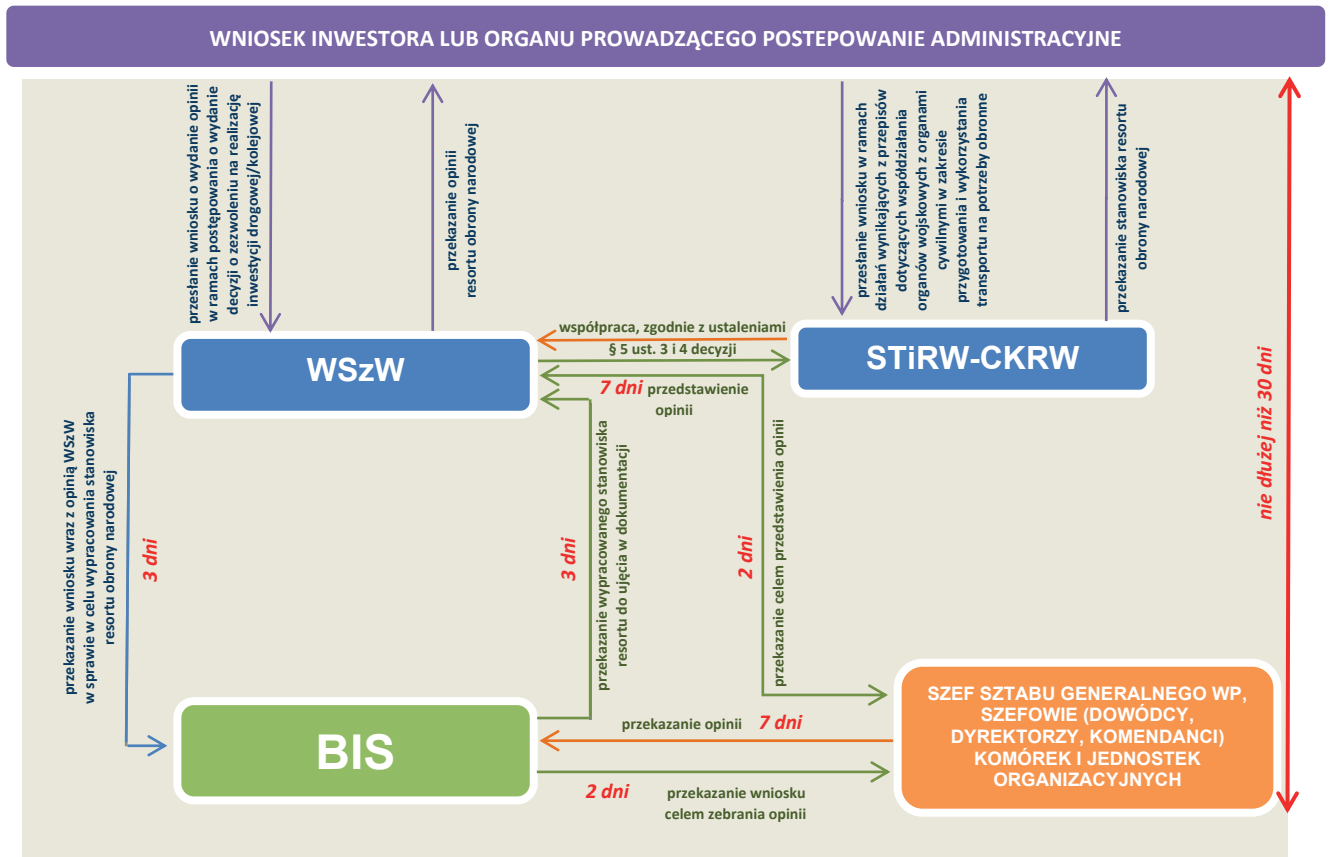 WNIOSEK INWESTORA LUB ORGANU PROWADZĄCEGO POSTEPOWANIE ADMINISTRACYJNE
przesłanie wniosku o wydanie opinii
w ramach postępowania o wydanie
decyzji o zezwoleniu na realizację
inwestycji drogowej/kolejowej
przekazanie opinii
resortu obrony narodowej
przesłanie wniosku w ramach
działań wynikających z przepisów
dotyczących współdziałania
organów wojskowych z organami
cywilnymi w zakresie
przygotowania i wykorzystania
transportu na potrzeby obronne
przekazanie stanowiska resortu
obrony narodowej
WSzW
współpraca, zgodnie z ustaleniami
§ 5 ust. 3 i 4 decyzji
STiRW-CKRW
7 dni przedstawienie
opinii
przekazanie wniosku wraz z opinią WSzW
w sprawie w celu wypracowania stanowiska
resortu obrony narodowej
3 dni
3 dni
przekazanie wypracowanego stanowiska
resortu do ujęcia w dokumentacji
2 dni
przekazanie celem przedstawienia opinii
nie dłużej niż 30 dni
BIS
przekazanie opinii 7 dni
2 dni przekazanie wniosku
celem zebrania opinii
SZEF SZTABU GENERALNEGO WP,
SZEFOWIE (DOWÓDCY,
DYREKTORZY, KOMENDANCI)
KOMÓREK I JEDNOSTEK
ORGANIZACYJNYCH